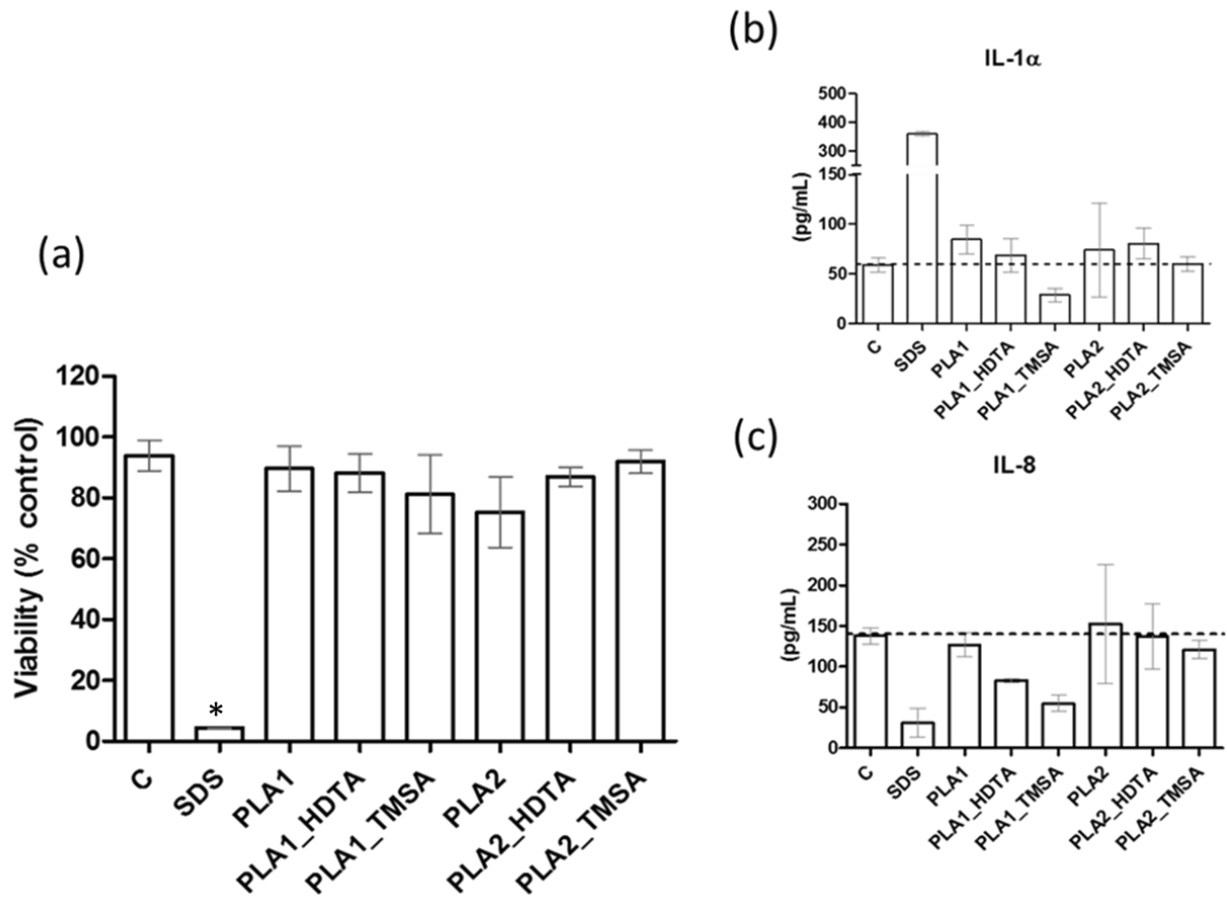 (a)
Viability (% control)
120
100
80
60
40
20
0
*
C
SDS
PLA1
PLA1_HDTA
PLA1_TMSA
PLA2
PLA2_HDTA
PLA2_TMSA
(b)
IL-1α
(pg/mL)
500
400
300
150
100
50
0
C
SDS
PLA1
PLA1_HDTA
PLA1_TMSA
PLA2
PLA2_HDTA
PLA2_TMSA
(c)
IL-8
(pg/mL)
300
250
200
150
100
50
0
C
SDS
PLA1
PLA1_HDTA
PLA1_TMSA
PLA2
PLA2_HDTA
PLA2_TMSA